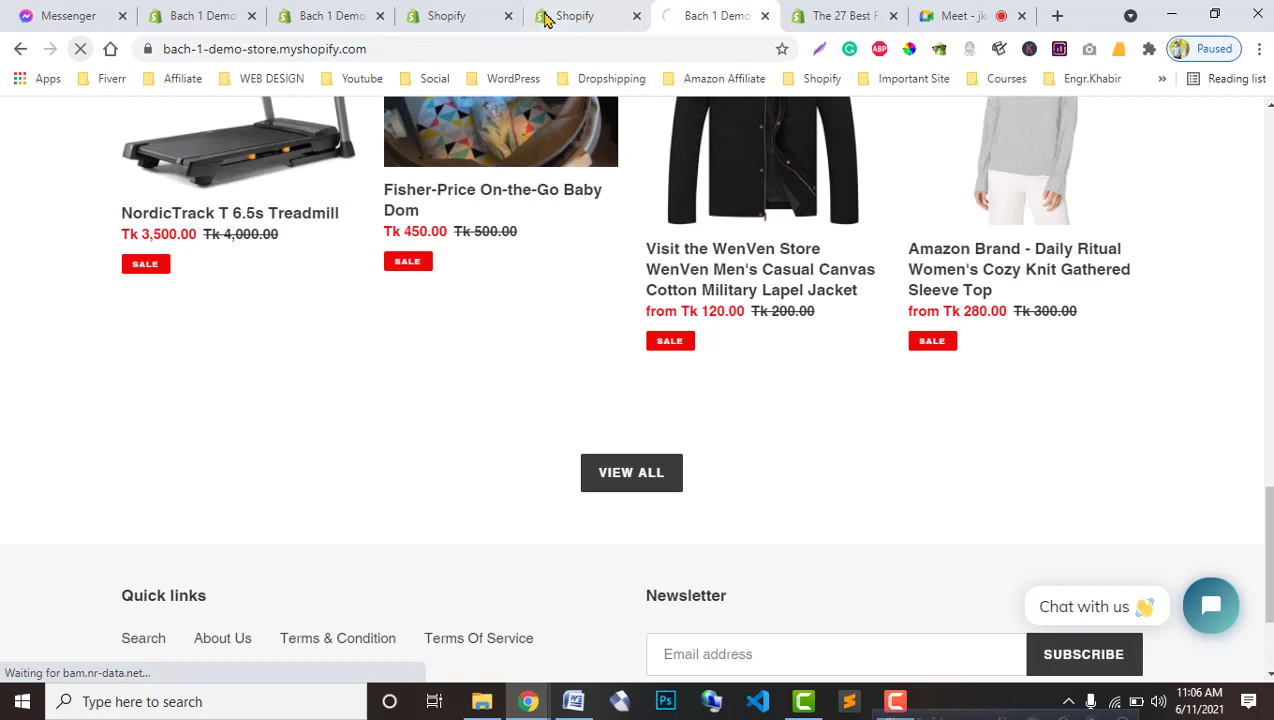 Messenger
Bach 1 Demo
Bach 1 Demo
Shopify
Shopify
Bach 1 Demo
The 27 Best F
Meet - jk
bach-1-demo-store.myshopify.com
ABP
Paused
Apps
Fiverr
Affiliate
WEB DESIGN
Youtube
Social
WordPress
Dropshipping
Amazon Affiliate
Shopify
Important Site
Courses
Engr.Khabir
»
Reading list
NordicTrack T 6.5s Treadmill
Tk 3,500.00 Tk 4,000.00
SALE
Fisher-Price On-the-Go Baby
Dom
Tk 450.00 Tk 500.00
SALE
Visit the WenVen Store
WenVen Men's Casual Canvas
Cotton Military Lapel Jacket
from Tk 120.00 Tk 200.00
SALE
Amazon Brand - Daily Ritual
Women's Cozy Knit Gathered
Sleeve Top
from Tk 280.00 Tk 300.00
SALE
VIEW ALL
Quick links
Search
About Us
Terms & Condition
Terms Of Service
Newsletter
Email address
SUBSCRIBE
Chat with us 👋
Waiting for bam.nr-data.net...
Type here to search
Ps
11:06 AM
6/11/2021